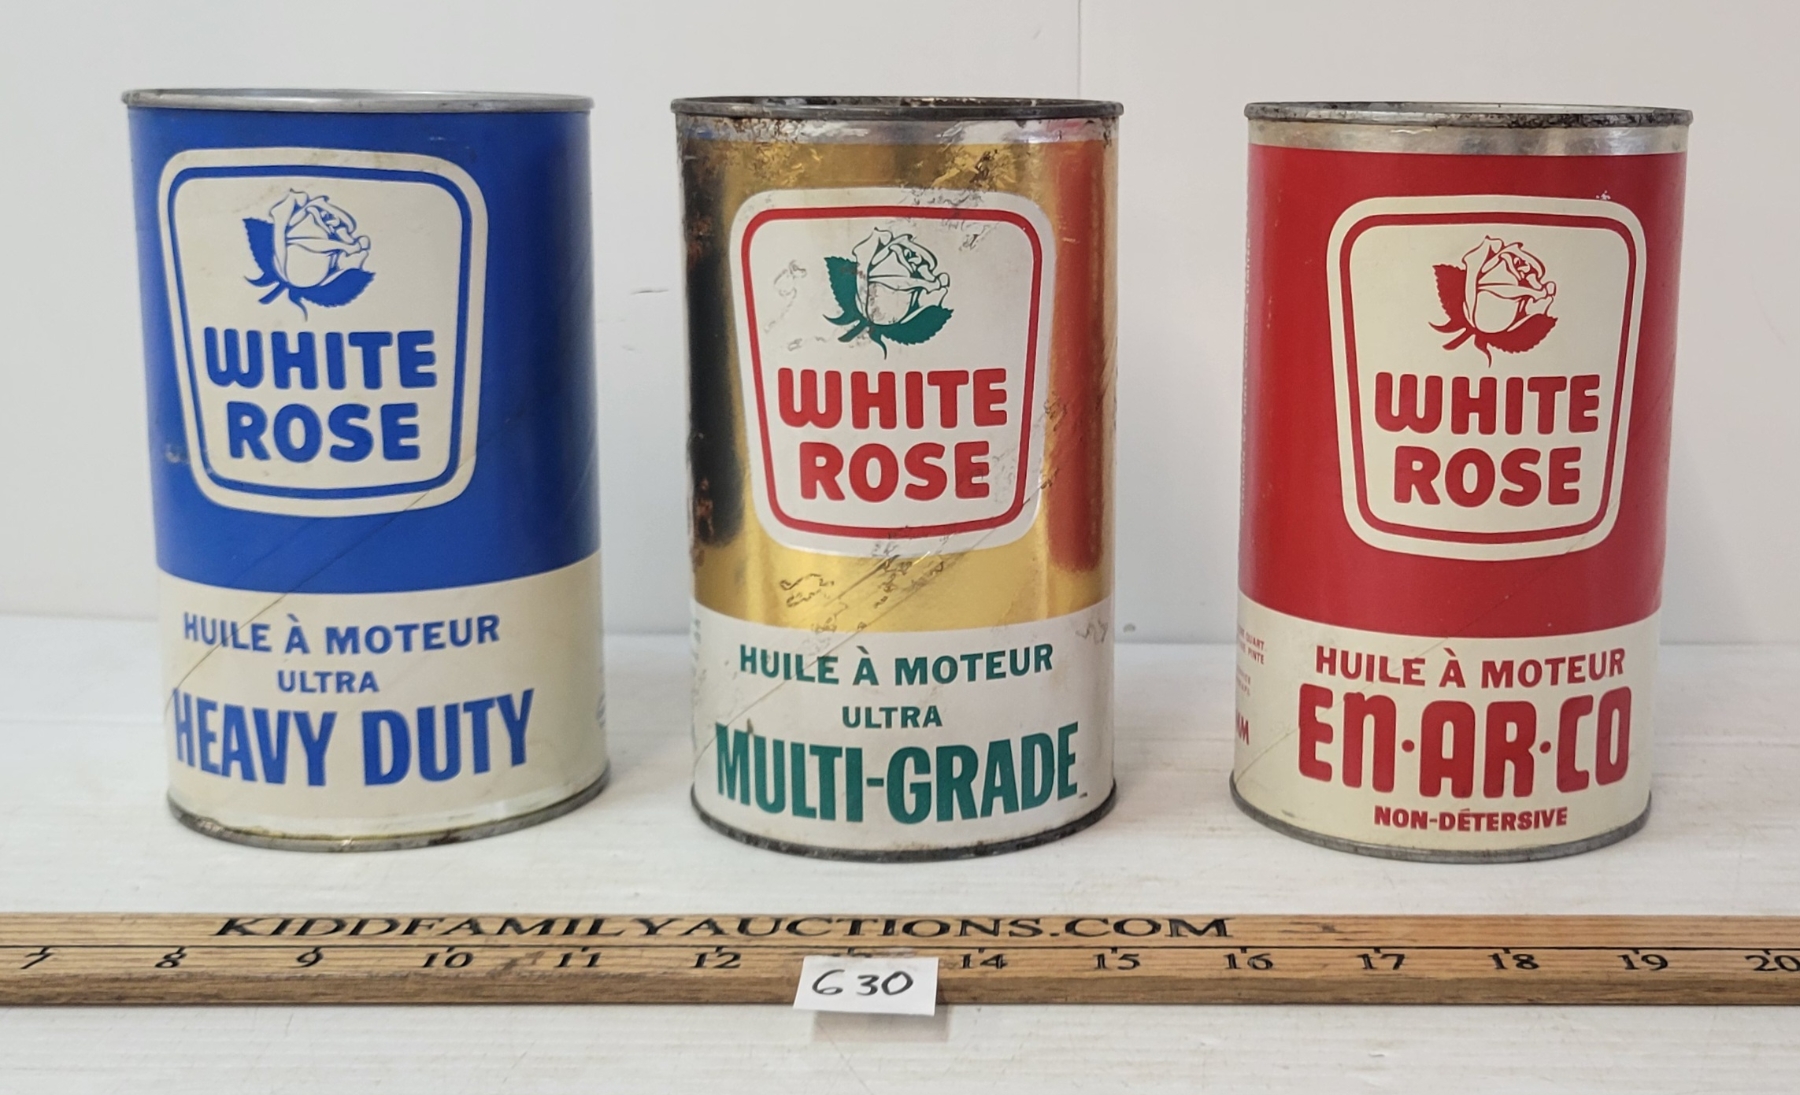 WHITE
ROSE
HUILE À MOTEUR
ULTRA
HEAVY DUTY
WHITE
ROSE
HUILE À MOTEUR
ULTRA
MULTI-GRADE
WHITE
ROSE
HUILE À MOTEUR
EN·AR·CO
NON-DÉTERSIVE
KIDDFAMILYAUCTIONS.COM
7 8 9 10 11 12 14 15 16 17 18 19 20
630